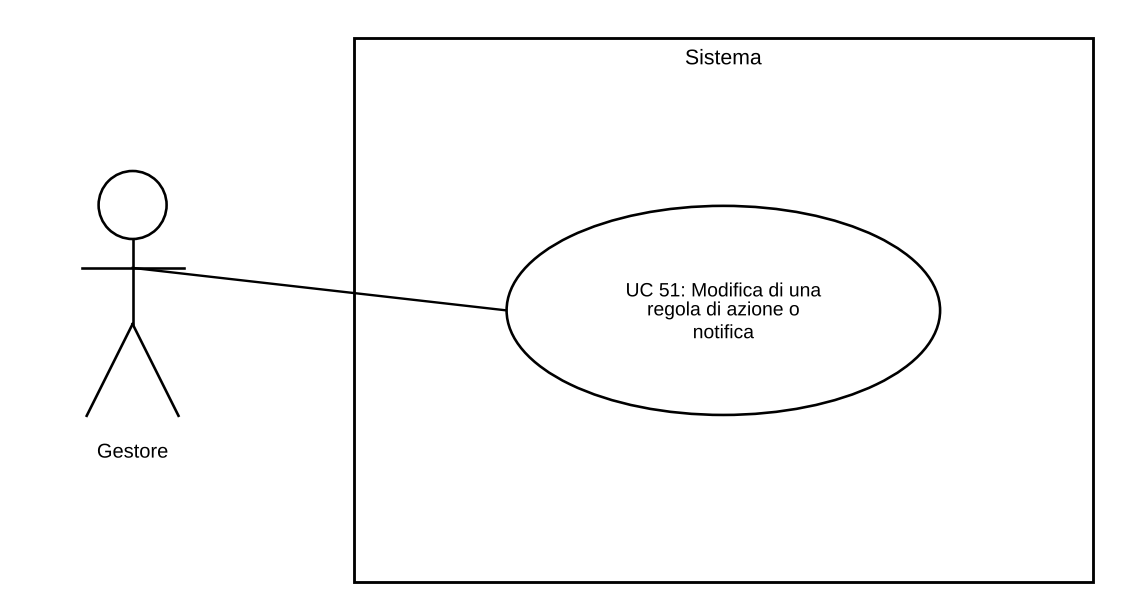 Sistema
UC 51: Modifica di una
regola di azione o
notifica
Gestore